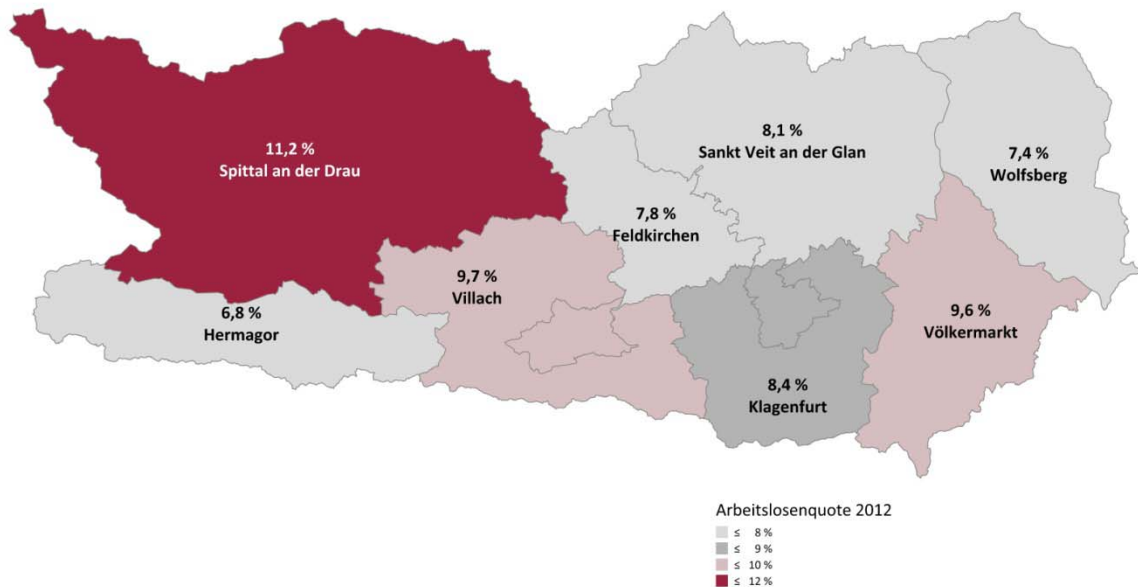 11,2 %
Spittal an der Drau
8,1 %
Sankt Veit an der Glan
7,4 %
Wolfsberg
7,8 %
Feldkirchen
9,7 %
Villach
6,8 %
Hermagor
9,6 %
Völkermarkt
8,4 %
Klagenfurt
Arbeitslosenquote 2012
≤ 8 %
≤ 9 %
≤ 10 %
≤ 12 %